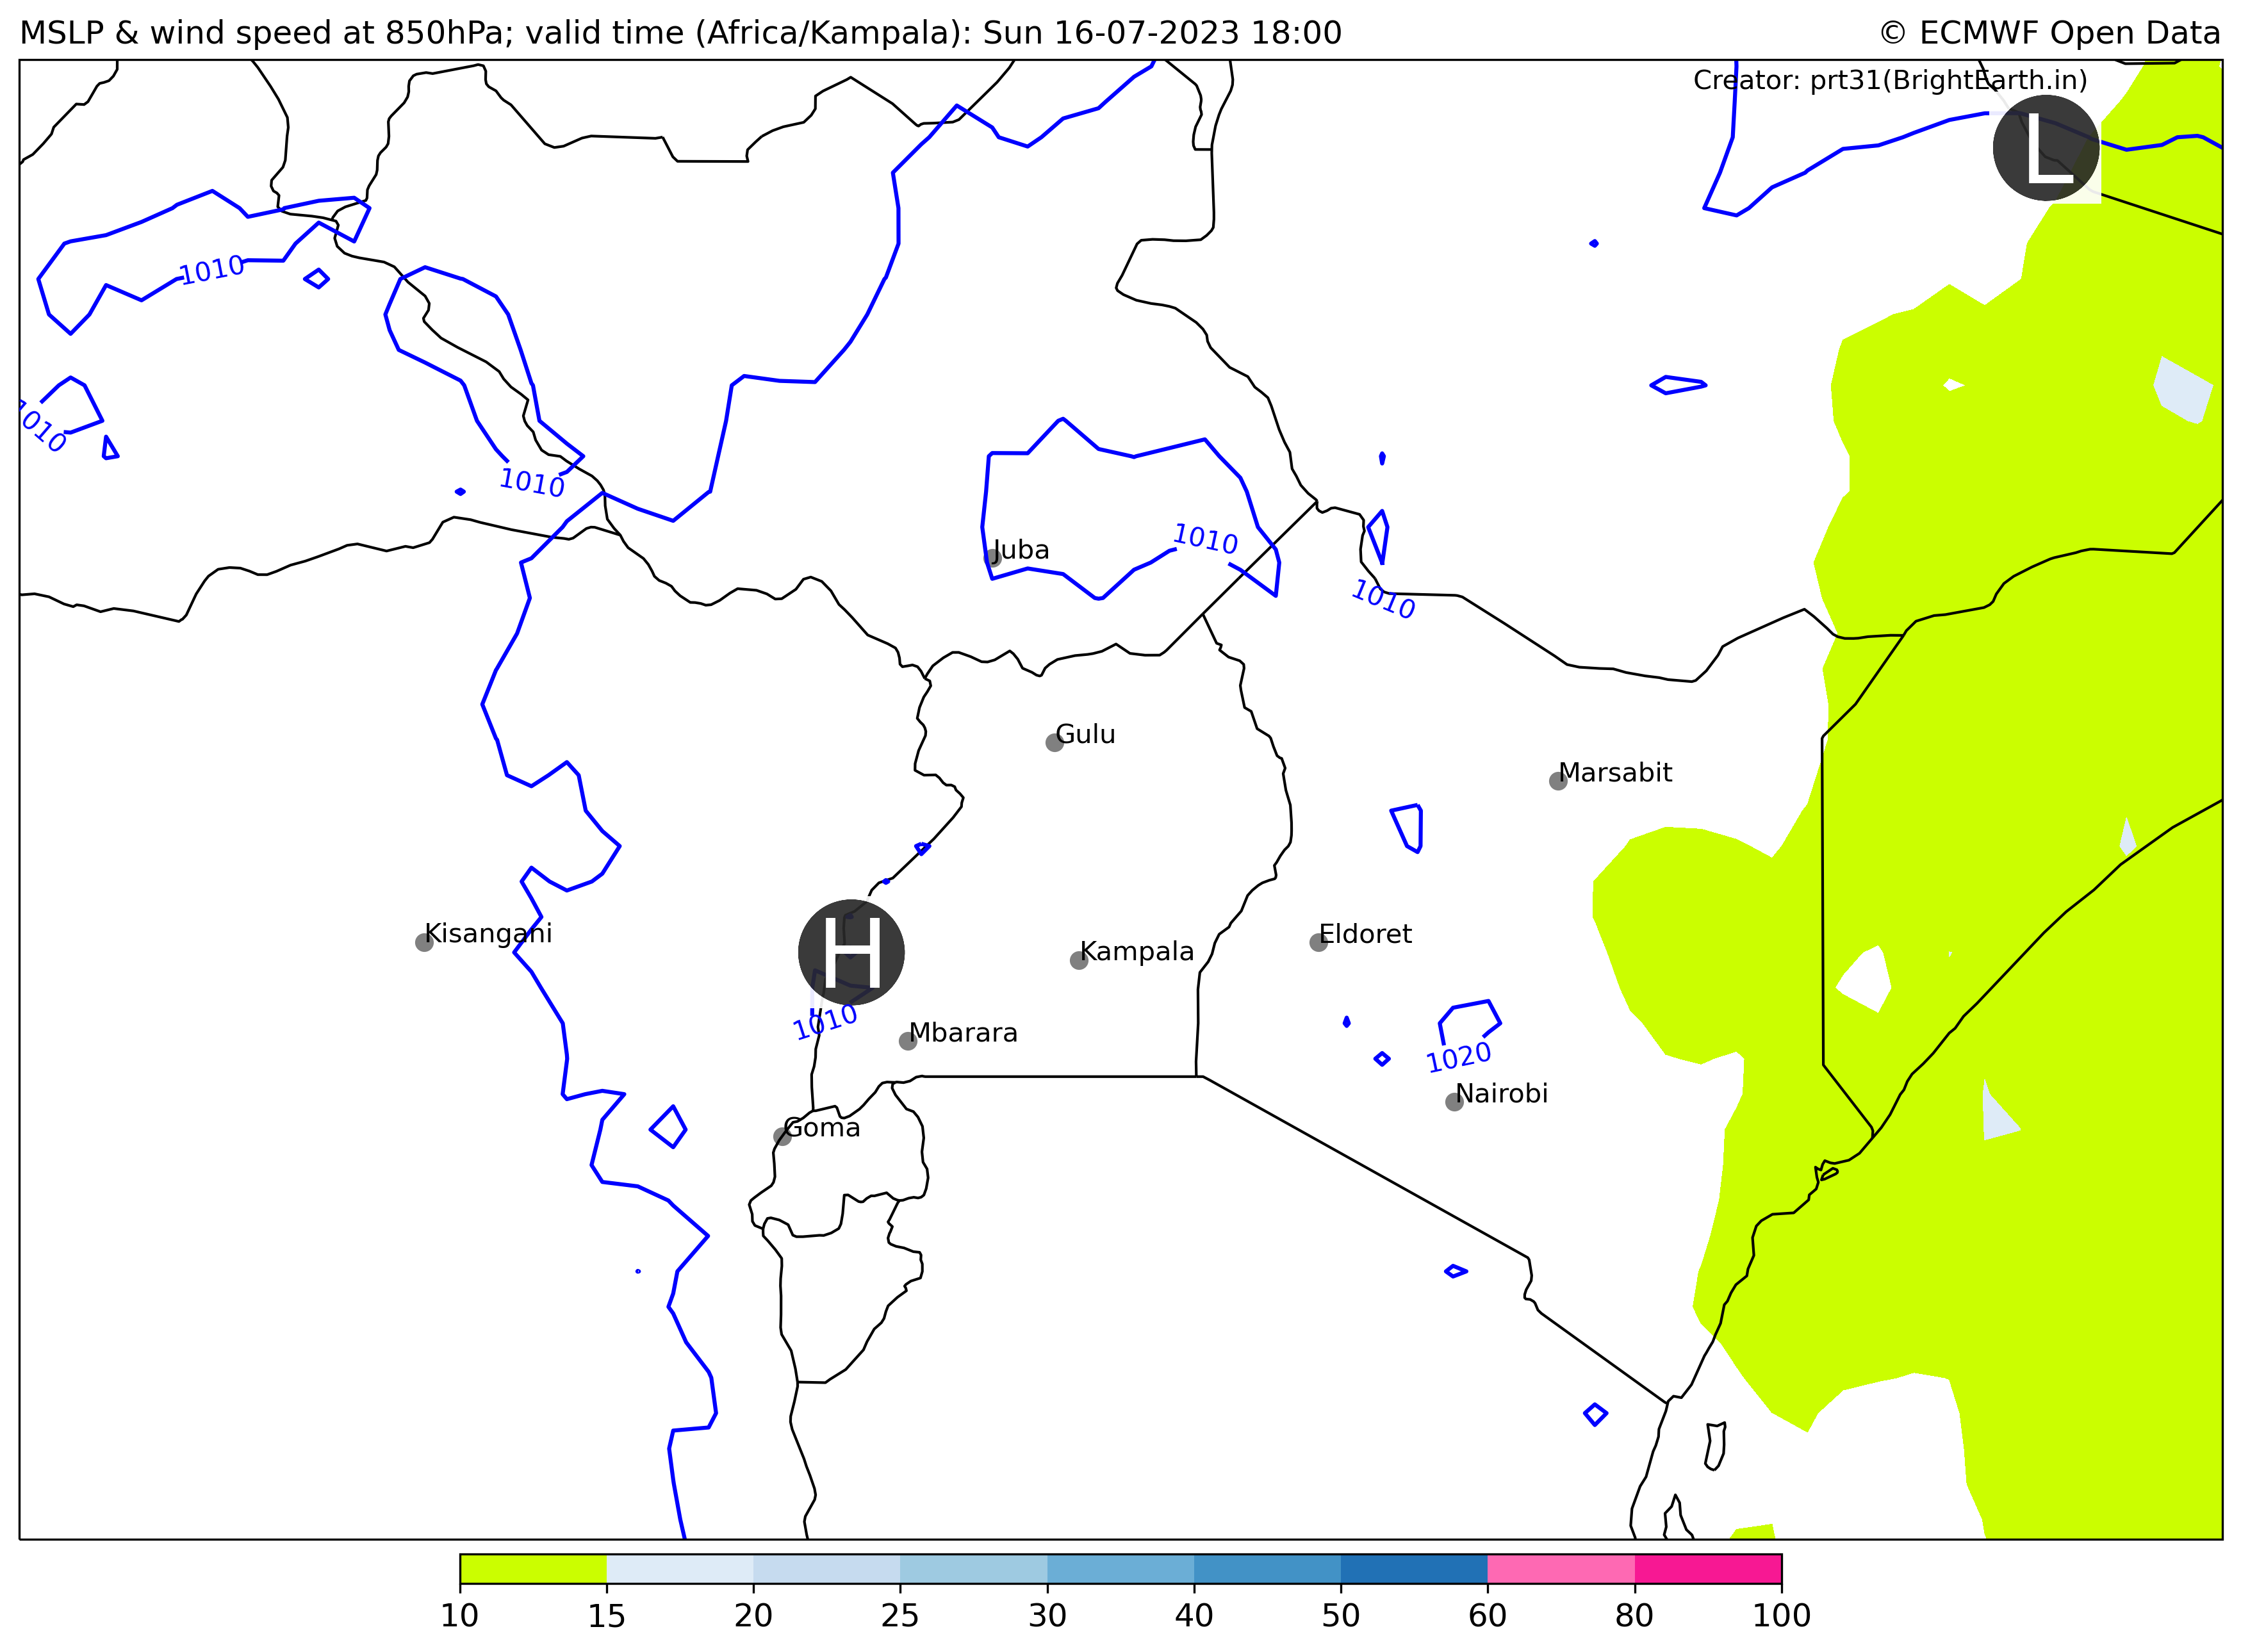 MSLP & wind speed at 850hPa; valid time (Africa/Kampala): Sun 16-07-2023 18:00
© ECMWF Open Data
Creator: prt31(BrightEarth.in)
L
1010
1010
1010
1010
Juba
1010
Gulu
Marsabit
Kisangani
Eldoret
H
Kampala
1010
Mbarara
1020
Nairobi
Goma
10 15 20 25 30 40 50 60 80 100